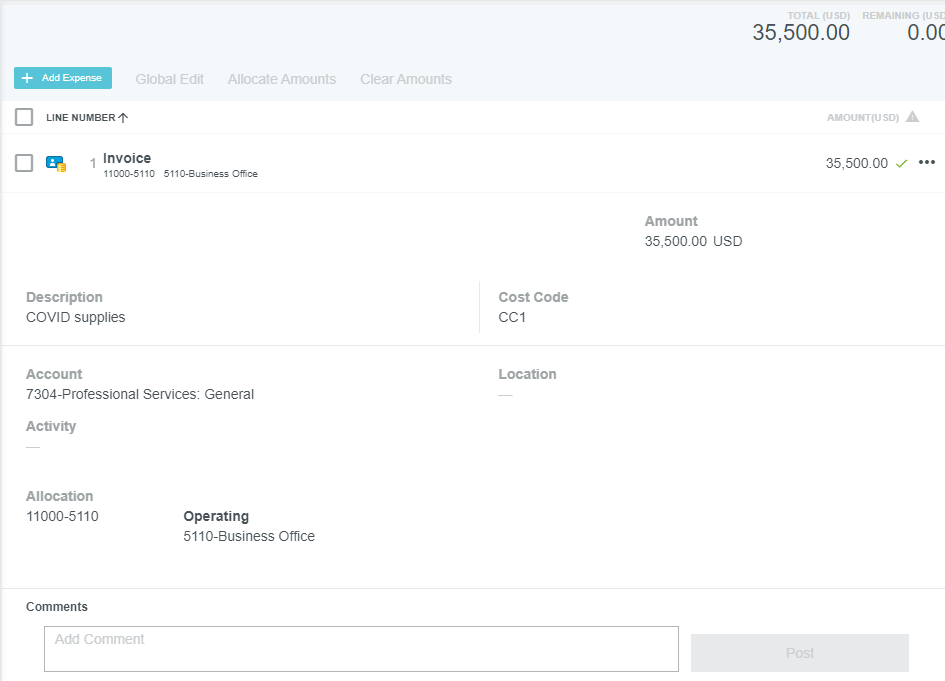 TOTAL (USD) REMAINING (USD
35,500.00 0.00
+ Add Expense Global Edit Allocate Amounts Clear Amounts
LINE NUMBER AMOUNT(USD)
1 Invoice 35,500.00
11000-5110 5110-Business Office
Amount
35,500.00 USD
Description Cost Code
COVID supplies CC1
Account Location
7304-Professional Services: General —
Activity
—
Allocation
11000-5110 Operating
5110-Business Office
Comments
Add Comment Post